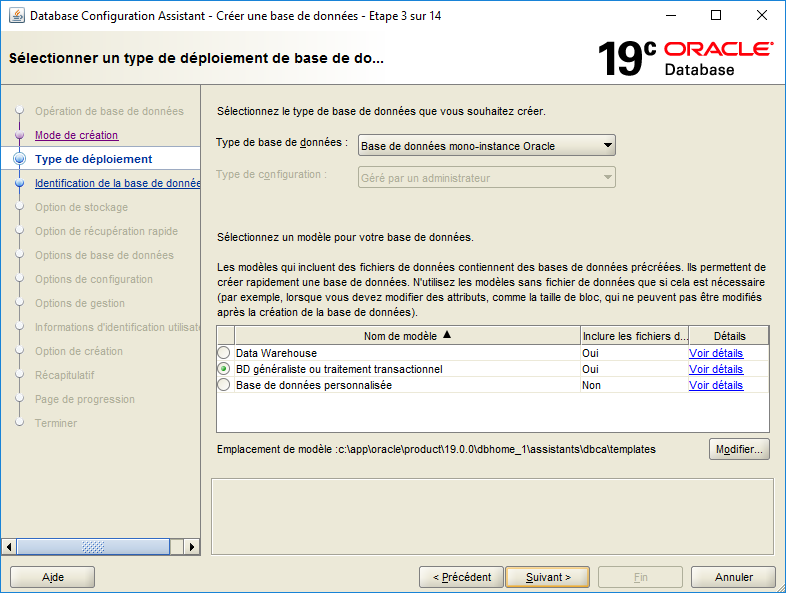 Database Configuration Assistant - Créer une base de données - Etape 3 sur 14
Sélectionner un type de déploiement de base de do...
19c ORACLE
Database
Opération de base de données
Mode de création
Type de déploiement
Identification de la base de donnée
Option de stockage
Option de récupération rapide
Options de base de données
Options de configuration
Options de gestion
Informations d'identification utilisat
Option de création
Récapitulatif
Page de progression
Terminer
Sélectionnez le type de base de données que vous souhaitez créer.
Type de base de données : Base de données mono-instance Oracle
Type de configuration : Géré par un administrateur
Sélectionnez un modèle pour votre base de données.
Les modèles qui incluent des fichiers de données contiennent des bases de données précréées. Ils permettent de
créer rapidement une base de données. N'utilisez les modèles sans fichier de données que si cela est nécessaire
(par exemple, lorsque vous devez modifier des attributs, comme la taille de bloc, qui ne peuvent pas être modifiés
après la création de la base de données).
Nom de modèle Inclure les fichiers d... Détails
Data Warehouse Oui Voir détails
BD généraliste ou traitement transactionnel Oui Voir détails
Base de données personnalisée Non Voir détails
Emplacement de modèle :c:\app\oracle\product\19.0.0\dbhome_1\assistants\dbca\templates Modifier...
Aide < Précédent Suivant > Fin Annuler